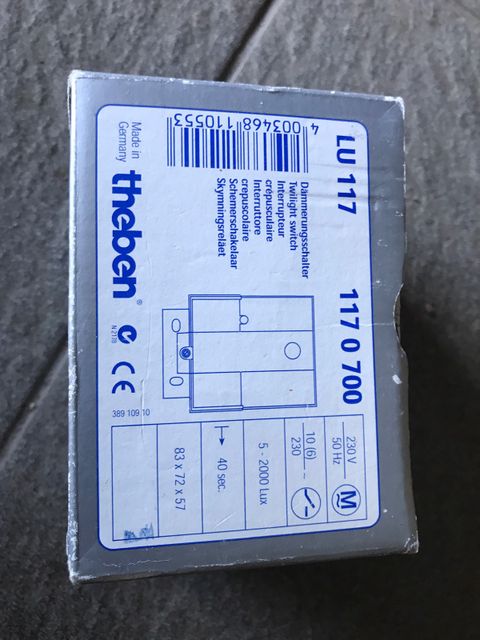 LU 117
117 0 700
4 003468 110553
Dämmerungsschalter
Twilight switch
Interrupteur
crépusculaire
Interruttore
crepuscolaire
Schemerschakelaar
Skymningsreläet
Made in
Germany
theben®
N 2178
CE
389 109 10
230 V
50 Hz
M
10 (6)
230 ~
5 - 2000 Lux
40 sec.
83 x 72 x 57